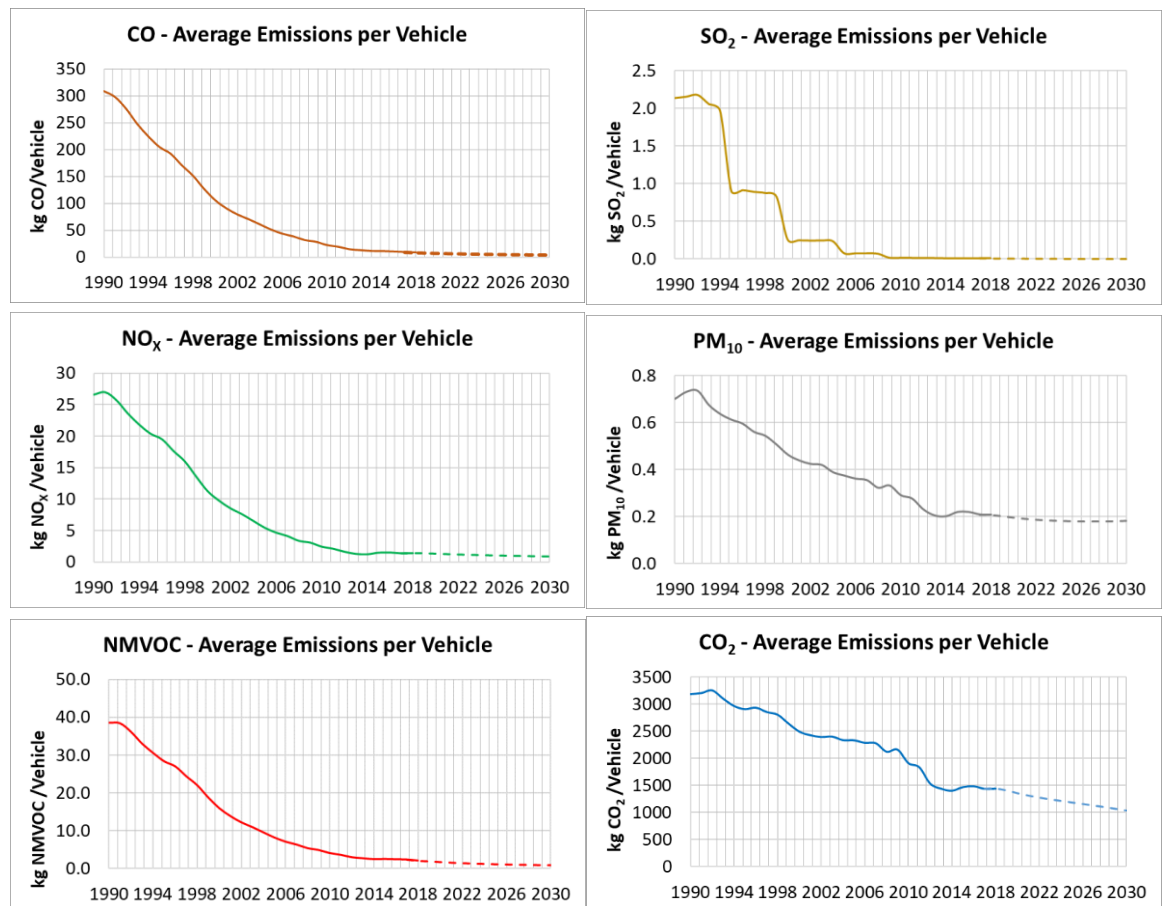 CO - Average Emissions per Vehicle
kg CO/Vehicle
350
300
250
200
150
100
50
0
1990 1994 1998 2002 2006 2010 2014 2018 2022 2026 2030
SO₂ - Average Emissions per Vehicle
kg SO₂ /Vehicle
2.5
2.0
1.5
1.0
0.5
0.0
1990 1994 1998 2002 2006 2010 2014 2018 2022 2026 2030
NOX - Average Emissions per Vehicle
kg NOX /Vehicle
30
25
20
15
10
5
0
1990 1994 1998 2002 2006 2010 2014 2018 2022 2026 2030
PM₁₀ - Average Emissions per Vehicle
kg PM₁₀ /Vehicle
0.8
0.6
0.4
0.2
0.0
1990 1994 1998 2002 2006 2010 2014 2018 2022 2026 2030
NMVOC - Average Emissions per Vehicle
kg NMVOC /Vehicle
50.0
40.0
30.0
20.0
10.0
0.0
1990 1994 1998 2002 2006 2010 2014 2018 2022 2026 2030
CO₂ - Average Emissions per Vehicle
kg CO₂ /Vehicle
3500
3000
2500
2000
1500
1000
500
0
1990 1994 1998 2002 2006 2010 2014 2018 2022 2026 2030